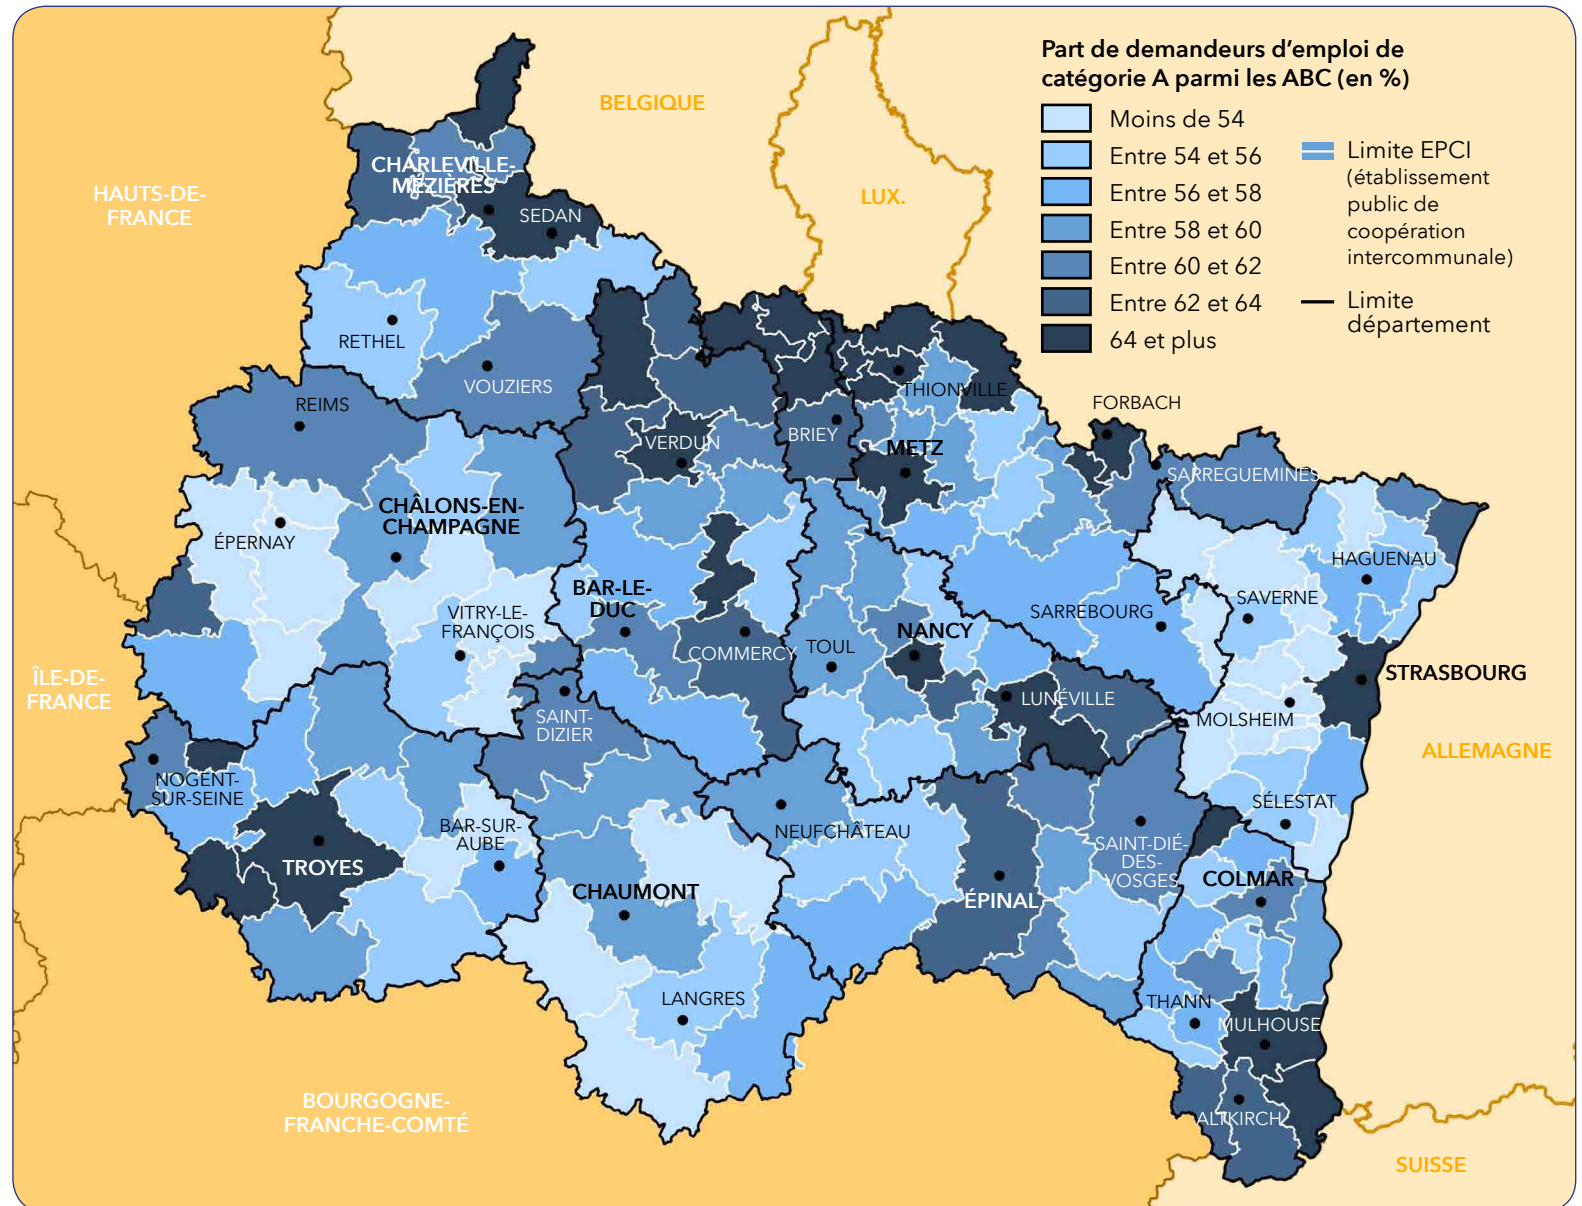 Part de demandeurs d'emploi de
catégorie A parmi les ABC (en %)
Moins de 54
Entre 54 et 56
Entre 56 et 58
Entre 58 et 60
Entre 60 et 62
Entre 62 et 64
64 et plus
Limite EPCI
(établissement
public de
coopération
intercommunale)
Limite
département
BELGIQUE
HAUTS-DE-
FRANCE
LUX.
CHARLEVILLE-
MÉZIÈRES
SEDAN
RETHEL
VOUZIERS
REIMS
THIONVILLE
FORBACH
VERDUN
BRIEY
METZ
SARREGUEMINES
CHÂLONS-EN-
CHAMPAGNE
ÉPERNAY
HAGUENAU
BAR-LE-
DUC
VITRY-LE-
FRANÇOIS
SARREBOURG
SAVERNE
NANCY
COMMERCY
TOUL
STRASBOURG
ÎLE-DE-
FRANCE
LUNÉVILLE
MOLSHEIM
SAINT-
DIZIER
ALLEMAGNE
NOGENT-
SUR-SEINE
SÉLESTAT
BAR-SUR-
AUBE
NEUFCHÂTEAU
SAINT-DIÉ-
DES-
VOSGES
TROYES
CHAUMONT
ÉPINAL
COLMAR
LANGRES
THANN
MULHOUSE
BOURGOGNE-
FRANCHE-COMTÉ
ALTKIRCH
SUISSE